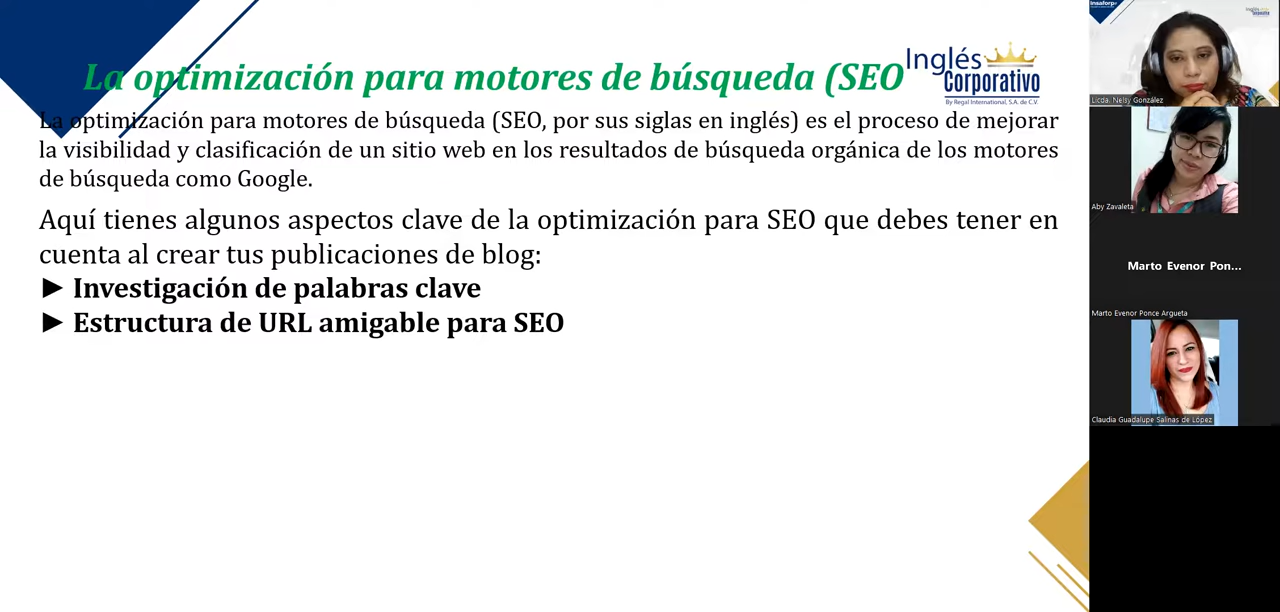 La optimización para motores de búsqueda (SEO
Inglés
Corporativo
By Regal International, S.A. de C.V.
La optimización para motores de búsqueda (SEO, por sus siglas en inglés) es el proceso de mejorar
la visibilidad y clasificación de un sitio web en los resultados de búsqueda orgánica de los motores
de búsqueda como Google.
Aquí tienes algunos aspectos clave de la optimización para SEO que debes tener en
cuenta al crear tus publicaciones de blog:
► Investigación de palabras clave
► Estructura de URL amigable para SEO
Insaforp
Licda. Nelsy González
Aby Zavaleta
Marto Evenor Pon...
Marto Evenor Ponce Argueta
Claudia Guadalupe Salinas de López